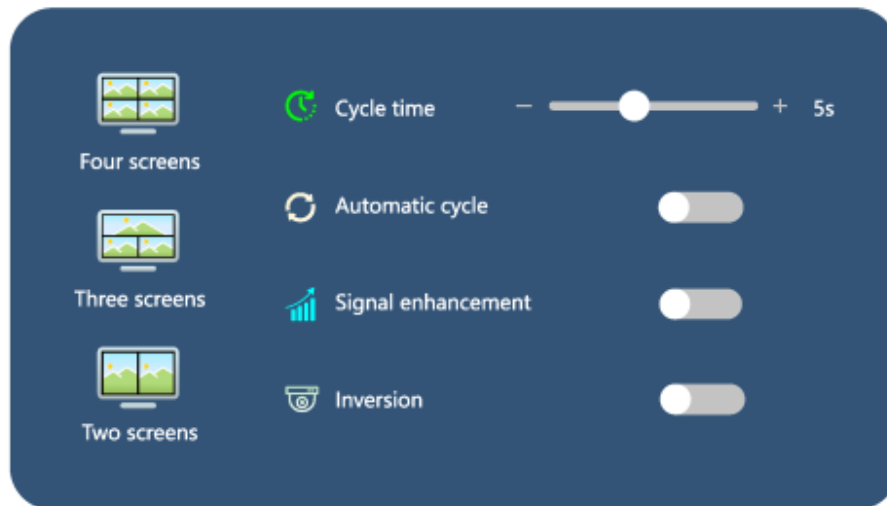 Four screens
Three screens
Two screens
Cycle time − + 5s
Automatic cycle
Signal enhancement
Inversion